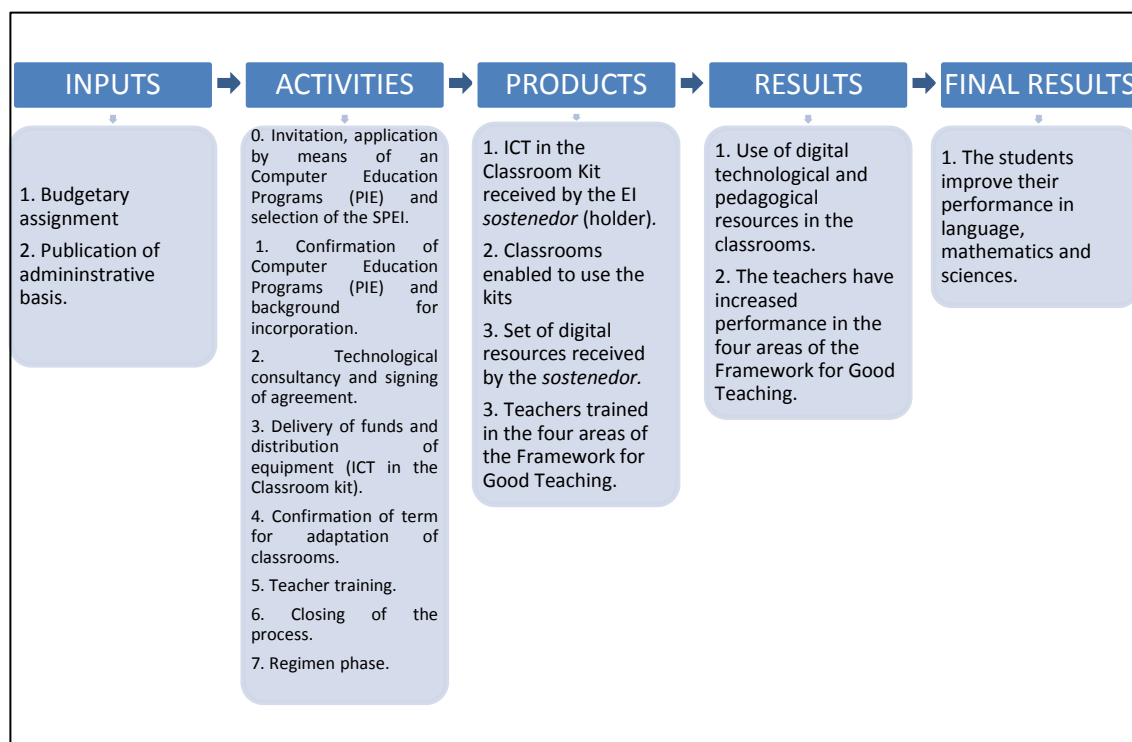 INPUTS
1. Budgetary
assignment
2. Publication of
admininstrative
basis.
ACTIVITIES
0. Invitation, application
by means of an
Computer Education
Programs (PIE) and
selection of the SPEI.
1. Confirmation of
Computer Education
Programs (PIE) and
background for
incorporation.
2. Technological
consultancy and signing
of agreement.
3. Delivery of funds and
distribution of
equipment (ICT in the
Classroom kit).
4. Confirmation of term
for adaptation of
classrooms.
5. Teacher training.
6. Closing of the
process.
7. Regimen phase.
PRODUCTS
1. ICT in the
Classroom Kit
received by the EI
sostenedor (holder).
2. Classrooms
enabled to use the
kits
3. Set of digital
resources received
by the sostenedor.
3. Teachers trained
in the four areas of
the Framework for
Good Teaching.
RESULTS
1. Use of digital
technological and
pedagogical
resources in the
classrooms.
2. The teachers have
increased
performance in the
four areas of the
Framework for Good
Teaching.
FINAL RESULTS
1. The students
improve their
performance in
language,
mathematics and
sciences.